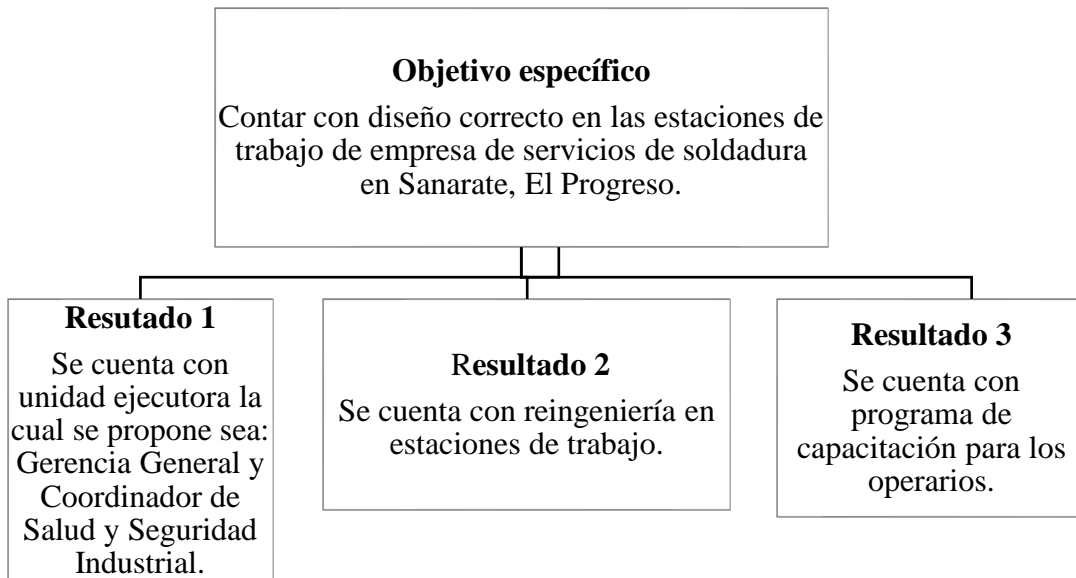 Objetivo específico
Contar con diseño correcto en las estaciones de
trabajo de empresa de servicios de soldadura
en Sanarate, El Progreso.
Resutado 1
Se cuenta con
unidad ejecutora la
cual se propone sea:
Gerencia General y
Coordinador de
Salud y Seguridad
Industrial.
Resultado 2
Se cuenta con reingeniería en
estaciones de trabajo.
Resultado 3
Se cuenta con
programa de
capacitación para los
operarios.